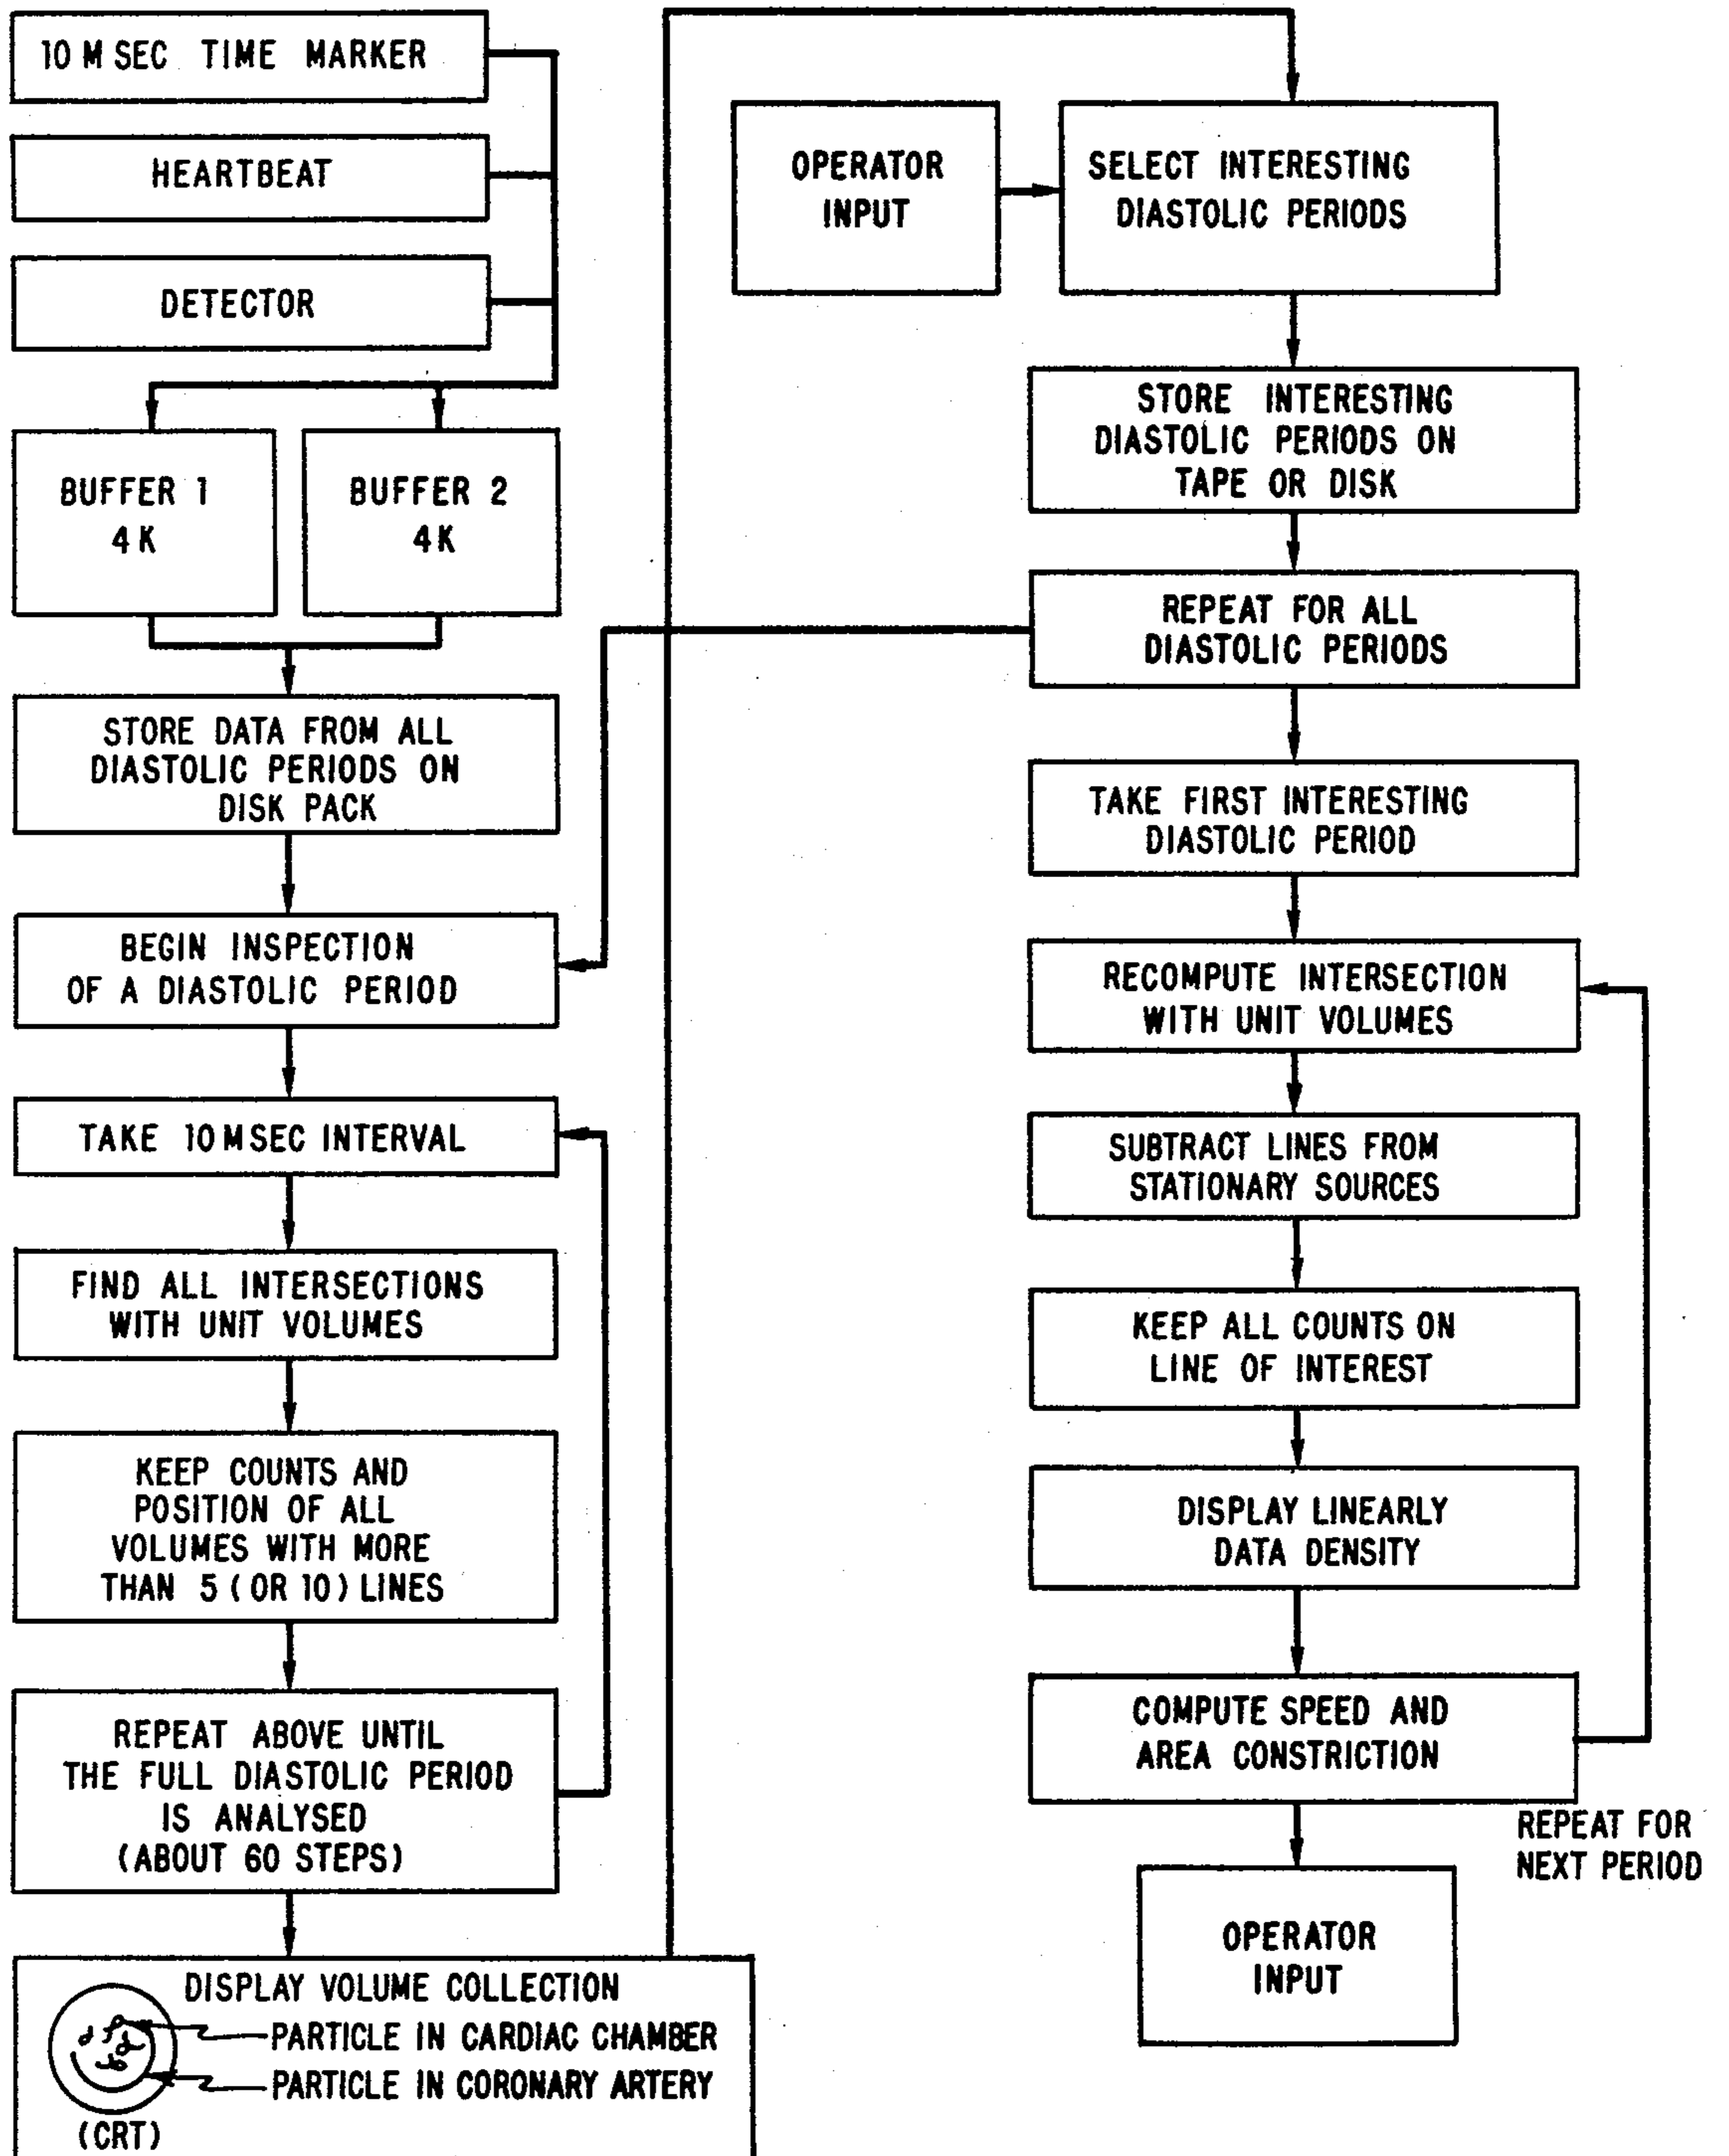 10 M SEC TIME MARKER
HEARTBEAT
DETECTOR
BUFFER 1
4 K
BUFFER 2
4 K
STORE DATA FROM ALL
DIASTOLIC PERIODS ON
DISK PACK
BEGIN INSPECTION
OF A DIASTOLIC PERIOD
TAKE 10 MSEC INTERVAL
FIND ALL INTERSECTIONS
WITH UNIT VOLUMES
KEEP COUNTS AND
POSITION OF ALL
VOLUMES WITH MORE
THAN 5 (OR 10) LINES
REPEAT ABOVE UNTIL
THE FULL DIASTOLIC PERIOD
IS ANALYSED
(ABOUT 60 STEPS)
DISPLAY VOLUME COLLECTION
PARTICLE IN CARDIAC CHAMBER
PARTICLE IN CORONARY ARTERY
(CRT)
OPERATOR
INPUT
SELECT INTERESTING
DIASTOLIC PERIODS
STORE INTERESTING
DIASTOLIC PERIODS ON
TAPE OR DISK
REPEAT FOR ALL
DIASTOLIC PERIODS
TAKE FIRST INTERESTING
DIASTOLIC PERIOD
RECOMPUTE INTERSECTION
WITH UNIT VOLUMES
SUBTRACT LINES FROM
STATIONARY SOURCES
KEEP ALL COUNTS ON
LINE OF INTEREST
DISPLAY LINEARLY
DATA DENSITY
COMPUTE SPEED AND
AREA CONSTRICTION
REPEAT FOR
NEXT PERIOD
OPERATOR
INPUT